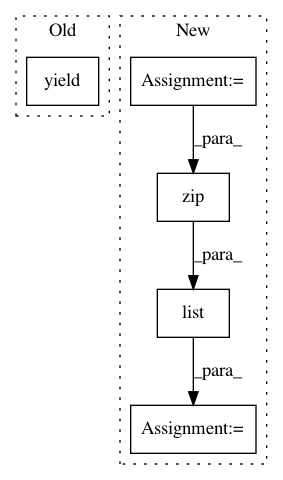 Old
New
yield
Assignment:=
_para_
zip
_para_
list
_para_
Assignment:=